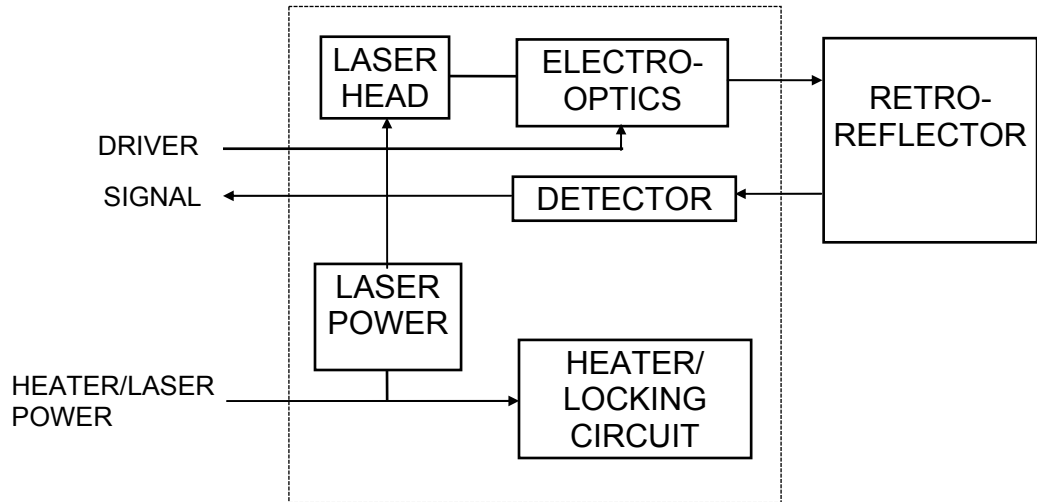 LASER
HEAD
ELECTRO-
OPTICS
RETRO-
REFLECTOR
DRIVER
SIGNAL
DETECTOR
LASER
POWER
HEATER/LASER
POWER
HEATER/
LOCKING
CIRCUIT